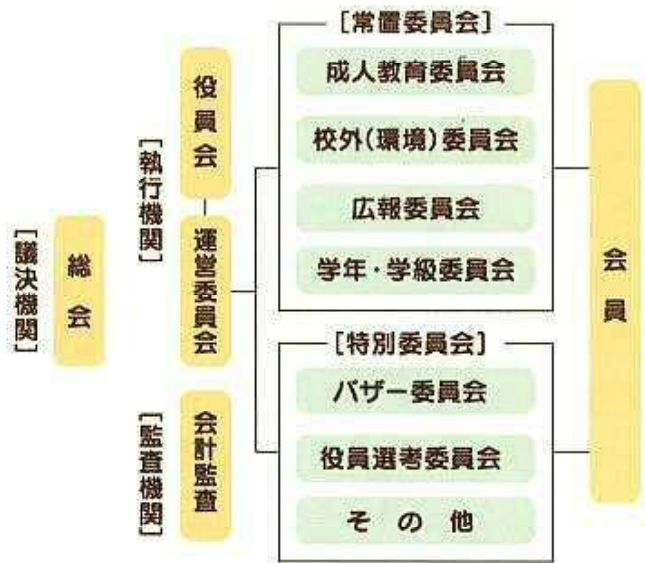 [議決機関]
総会
[執行機関]
役員会
運営委員会
[監査機関]
会計監査
[常置委員会]
成人教育委員会
校外(環境)委員会
広報委員会
学年・学級委員会
[特別委員会]
バザー委員会
役員選考委員会
その他
会員